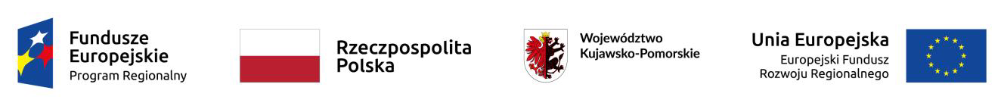 Fundusze
Europejskie
Program Regionalny
Rzeczpospolita
Polska
Województwo
Kujawsko-Pomorskie
Unia Europejska
Europejski Fundusz
Rozwoju Regionalnego